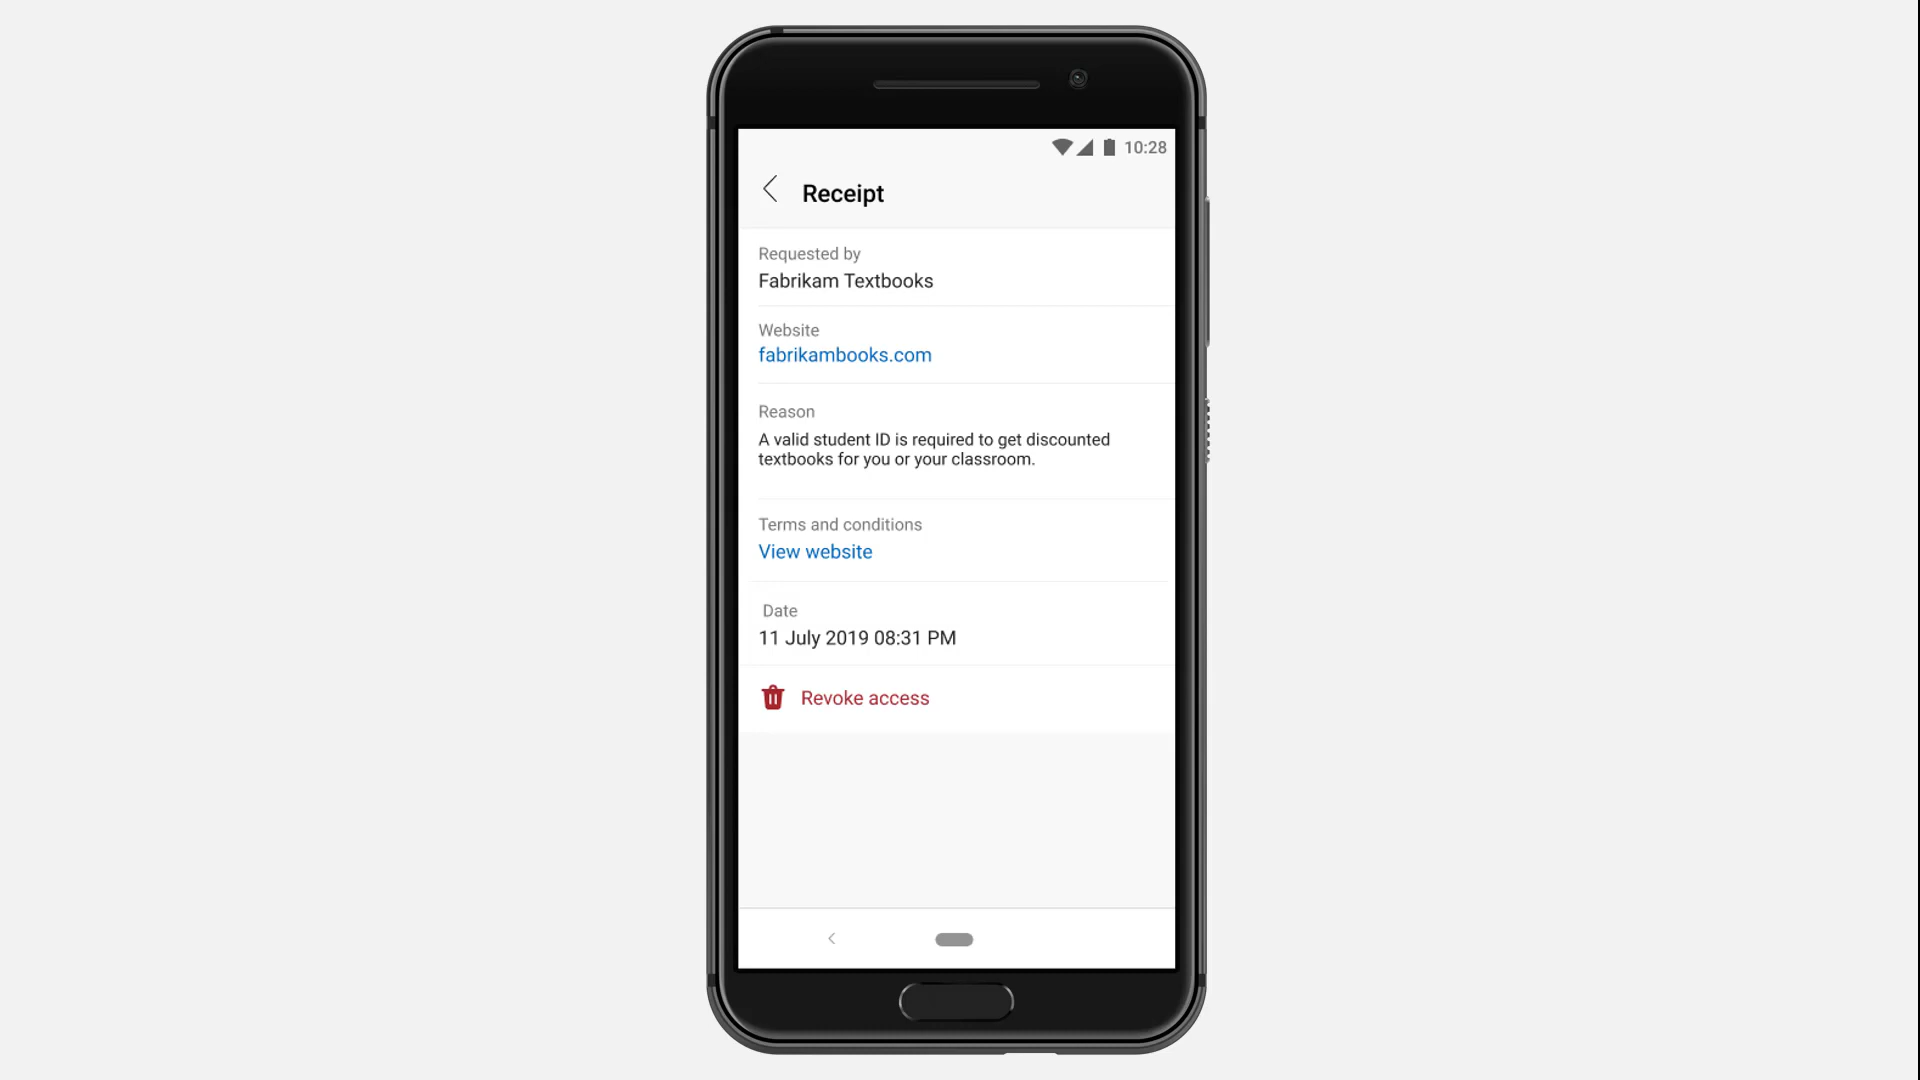 10:28
Receipt
Requested by
Fabrikam Textbooks
Website
fabrikambooks.com
Reason
A valid student ID is required to get discounted
textbooks for you or your classroom.
Terms and conditions
View website
Date
11 July 2019 08:31 PM
Revoke access